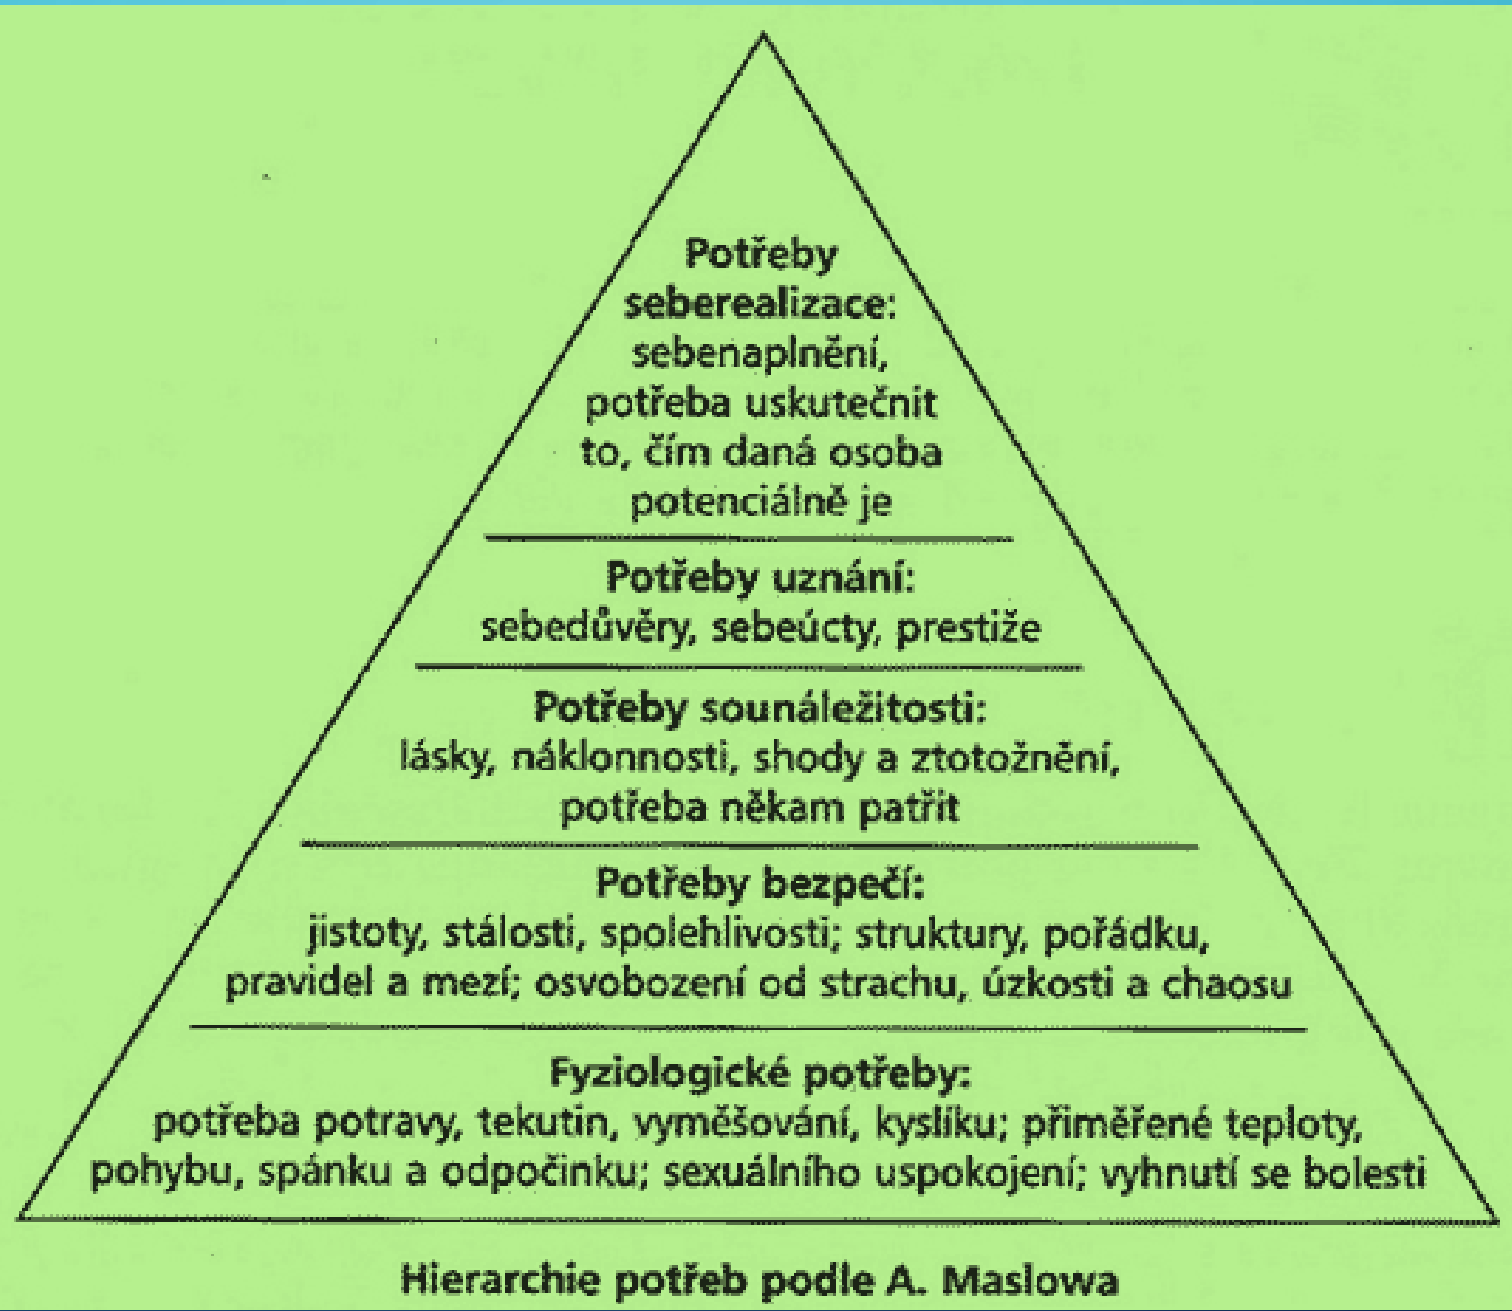 Potřeby
seberealizace:
sebenaplnění,
potřeba uskutečnit
to, čím daná osoba
potenciálně je
Potřeby uznání:
sebedůvěry, sebeúcty, prestiže
Potřeby sounáležitosti:
lásky, náklonnosti, shody a ztotožnění,
potřeba někam patřit
Potřeby bezpečí:
jistoty, stálosti, spolehlivosti; struktury, pořádku,
pravidel a mezí; osvobození od strachu, úzkosti a chaosu
Fyziologické potřeby:
potřeba potravy, tekutin, vyměšování, kyslíku; přiměřené teploty,
pohybu, spánku a odpočinku; sexuálního uspokojení; vyhnutí se bolesti
Hierarchie potřeb podle A. Maslowa